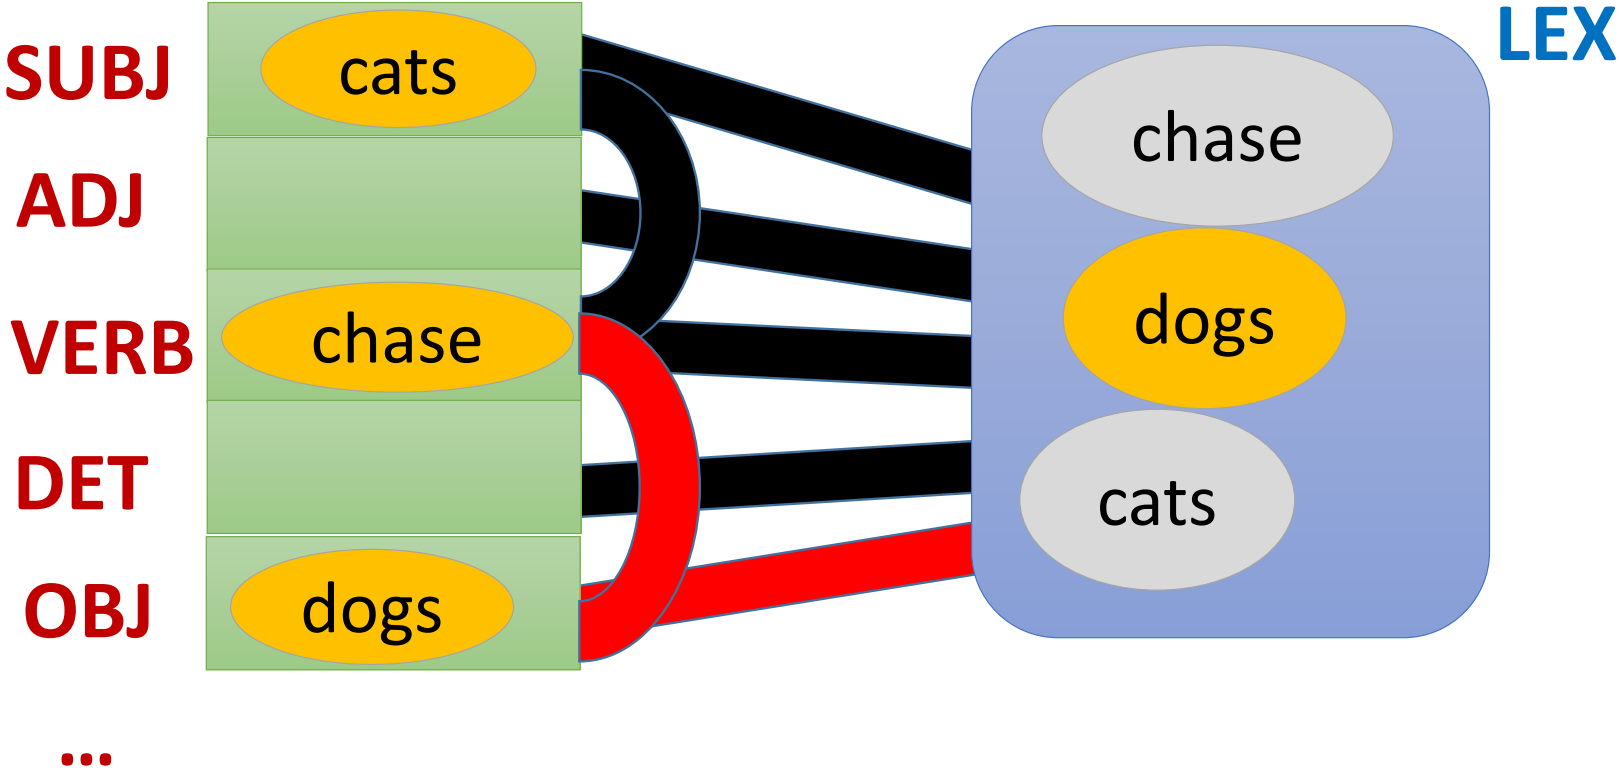 SUBJ
cats
ADJ
VERB
chase
DET
OBJ
dogs
...
LEX
chase
dogs
cats